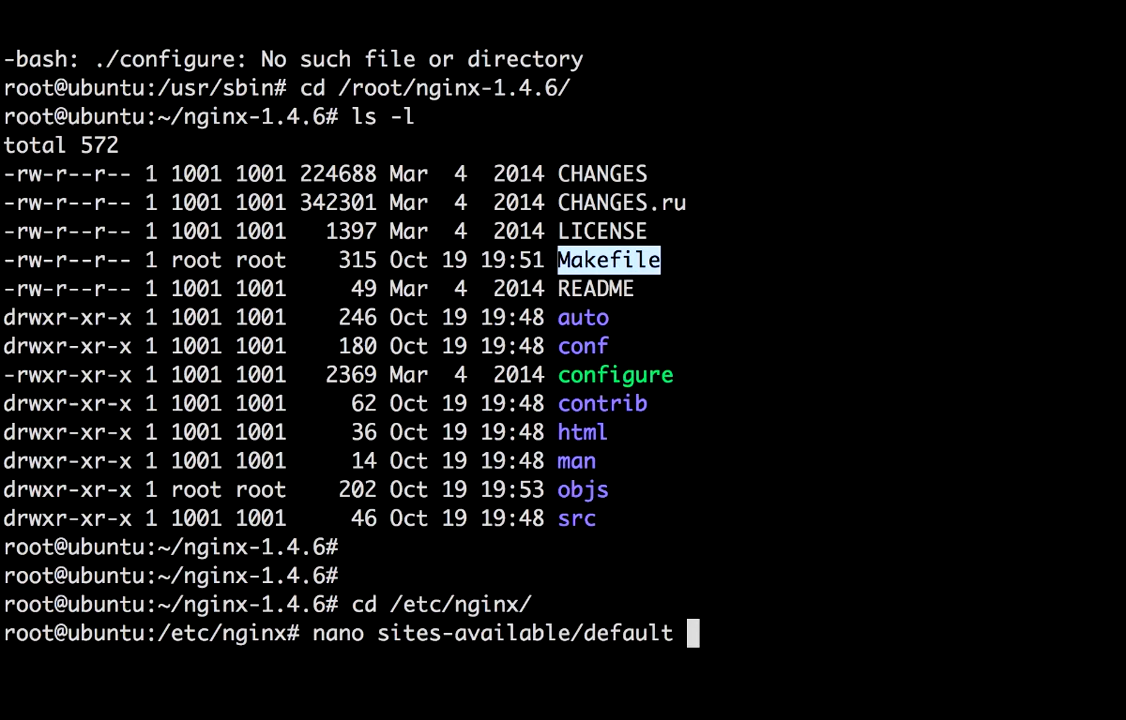 -bash: ./configure: No such file or directory
root@ubuntu:/usr/sbin# cd /root/nginx-1.4.6/
root@ubuntu:~/nginx-1.4.6# ls -l
total 572
-rw-r--r-- 1 1001 1001 224688 Mar  4  2014 CHANGES
-rw-r--r-- 1 1001 1001 342301 Mar  4  2014 CHANGES.ru
-rw-r--r-- 1 1001 1001   1397 Mar  4  2014 LICENSE
-rw-r--r-- 1 root root    315 Oct 19 19:51 Makefile
-rw-r--r-- 1 1001 1001     49 Mar  4  2014 README
drwxr-xr-x 1 1001 1001    246 Oct 19 19:48 auto
drwxr-xr-x 1 1001 1001    180 Oct 19 19:48 conf
-rwxr-xr-x 1 1001 1001   2369 Mar  4  2014 configure
drwxr-xr-x 1 1001 1001     62 Oct 19 19:48 contrib
drwxr-xr-x 1 1001 1001     36 Oct 19 19:48 html
drwxr-xr-x 1 1001 1001     14 Oct 19 19:48 man
drwxr-xr-x 1 root root    202 Oct 19 19:53 objs
drwxr-xr-x 1 1001 1001     46 Oct 19 19:48 src
root@ubuntu:~/nginx-1.4.6#
root@ubuntu:~/nginx-1.4.6#
root@ubuntu:~/nginx-1.4.6# cd /etc/nginx/
root@ubuntu:/etc/nginx# nano sites-available/default